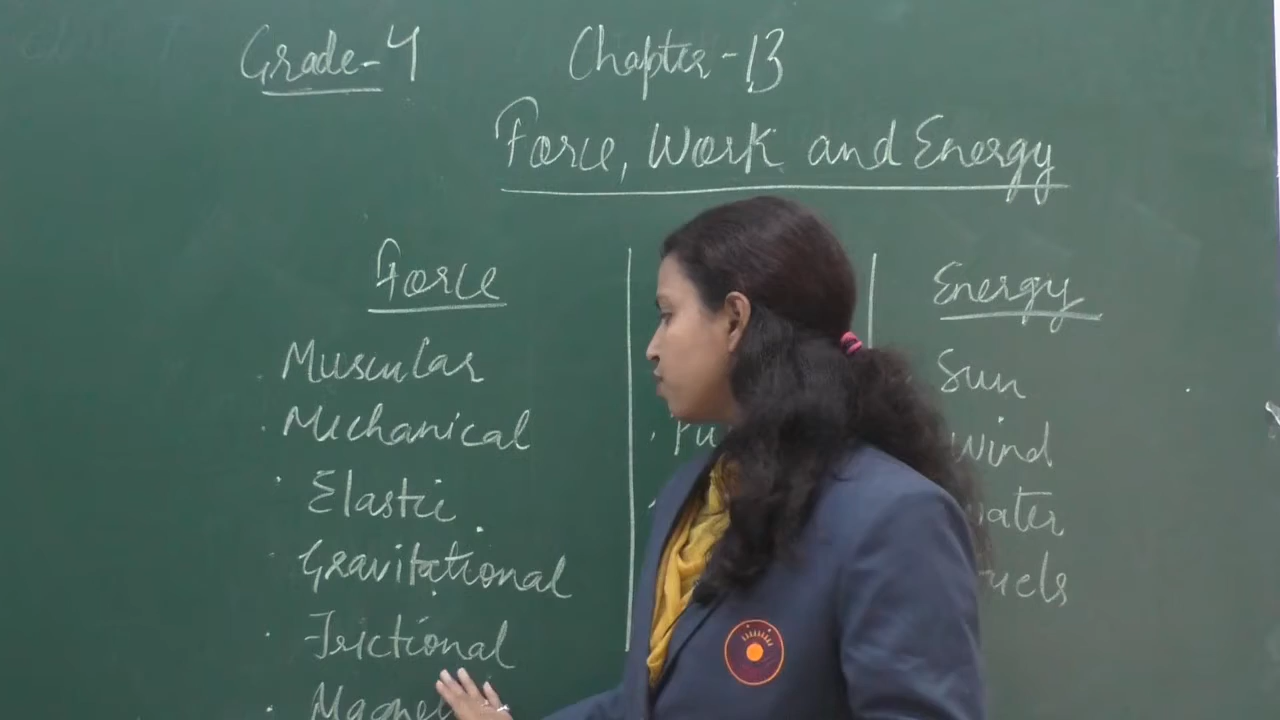 Grade-4 Chapter-13
Force, Work and Energy
Force
Muscular
Mechanical
Elastic
Gravitational
Frictional
Energy
Sun
Wind